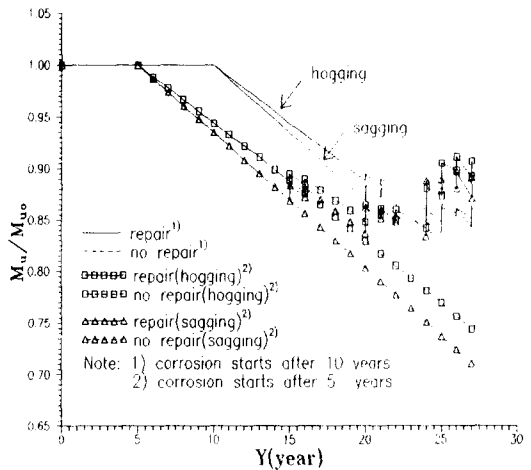 1.00
0.95
0.90
0.85
0.80
0.75
0.70
0.65
Mu/Muo
hogging
sagging
repair1)
no repair1)
repair(hogging)2)
no repair(hogging)2)
repair(sagging)2)
no repair(sagging)2)
Note: 1) corrosion starts after 10 years
2) corrosion starts after 5 years
0 5 10 15 20 25 30
Y(year)